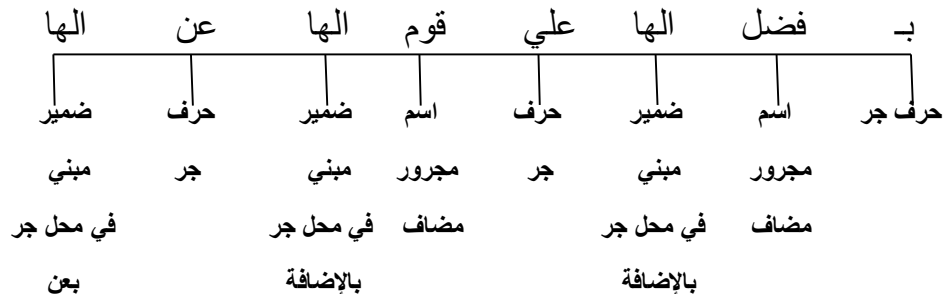 بـ فضل الها علي قوم الها عن الها
حرف جر اسم ضمير حرف اسم ضمير حرف ضمير
مجرور مبني جر مجرور مبني جر مبني
مضاف في محل جر مضاف في محل جر في محل جر
بالإضافة بالإضافة بعن